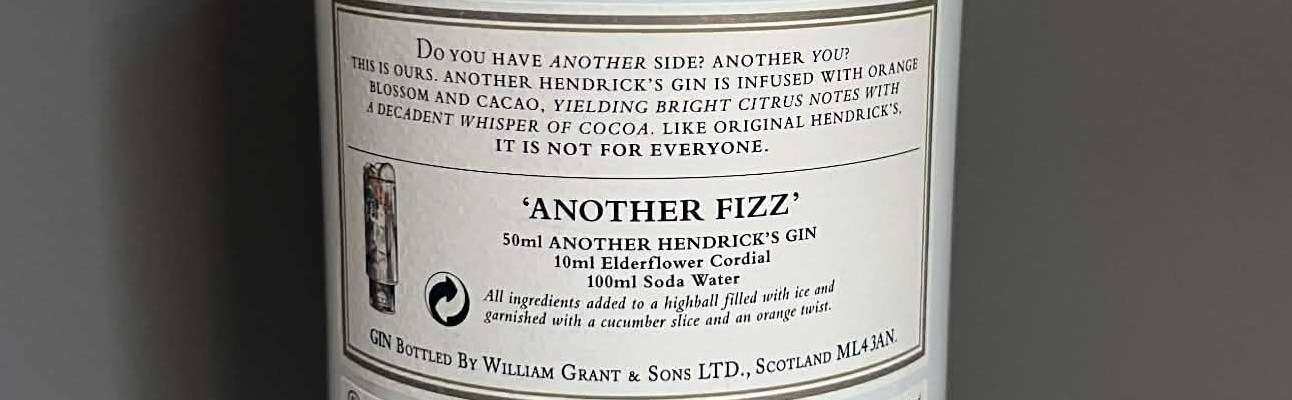 DO YOU HAVE ANOTHER SIDE? ANOTHER YOU?
THIS IS OURS. ANOTHER HENDRICK'S GIN IS INFUSED WITH ORANGE
BLOSSOM AND CACAO, YIELDING BRIGHT CITRUS NOTES WITH
A DECADENT WHISPER OF COCOA. LIKE ORIGINAL HENDRICK'S,
IT IS NOT FOR EVERYONE.
‘ANOTHER FIZZ’
50ml ANOTHER HENDRICK'S GIN
10ml Elderflower Cordial
100ml Soda Water
All ingredients added to a highball filled with ice and
garnished with a cucumber slice and an orange twist.
GIN BOTTLED BY WILLIAM GRANT & SONS LTD., SCOTLAND ML4 3AN.